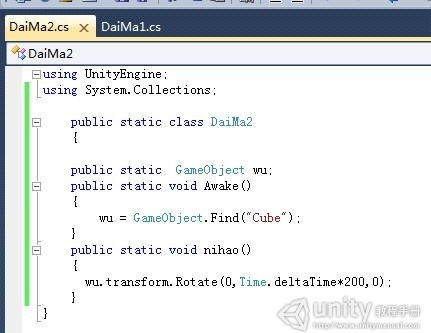 DaiMa2.cs DaiMa1.cs
DaiMa2
using UnityEngine;
using System.Collections;
public static class DaiMa2
{
public static  GameObject wu;
public static void Awake()
{
wu = GameObject.Find("Cube");
}
public static void nihao()
{
wu.transform.Rotate(0,Time.deltaTime*200,0);
}
}
unity 教程手册